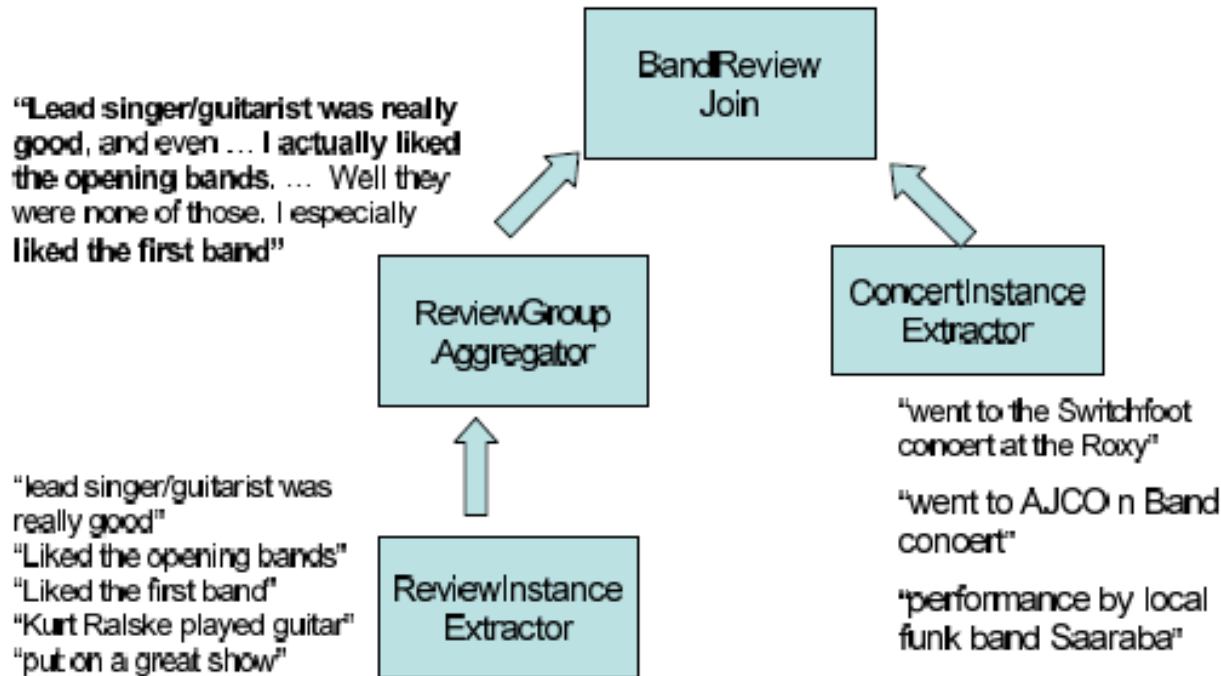 BandReview
Join
“Lead singer/guitarist was really
good, and even … I actually liked
the opening bands. … Well they
were none of those. I especially
liked the first band”
ReviewGroup
Aggregator
ConcertInstance
Extractor
“went to the Switchfoot
concert at the Roxy”
“went to AJCO n Band
concert”
“performance by local
funk band Saaraba”
“lead singer/guitarist was
really good”
“Liked the opening bands”
“Liked the first band”
“Kurt Ralske played guitar”
“put on a great show”
ReviewInstance
Extractor